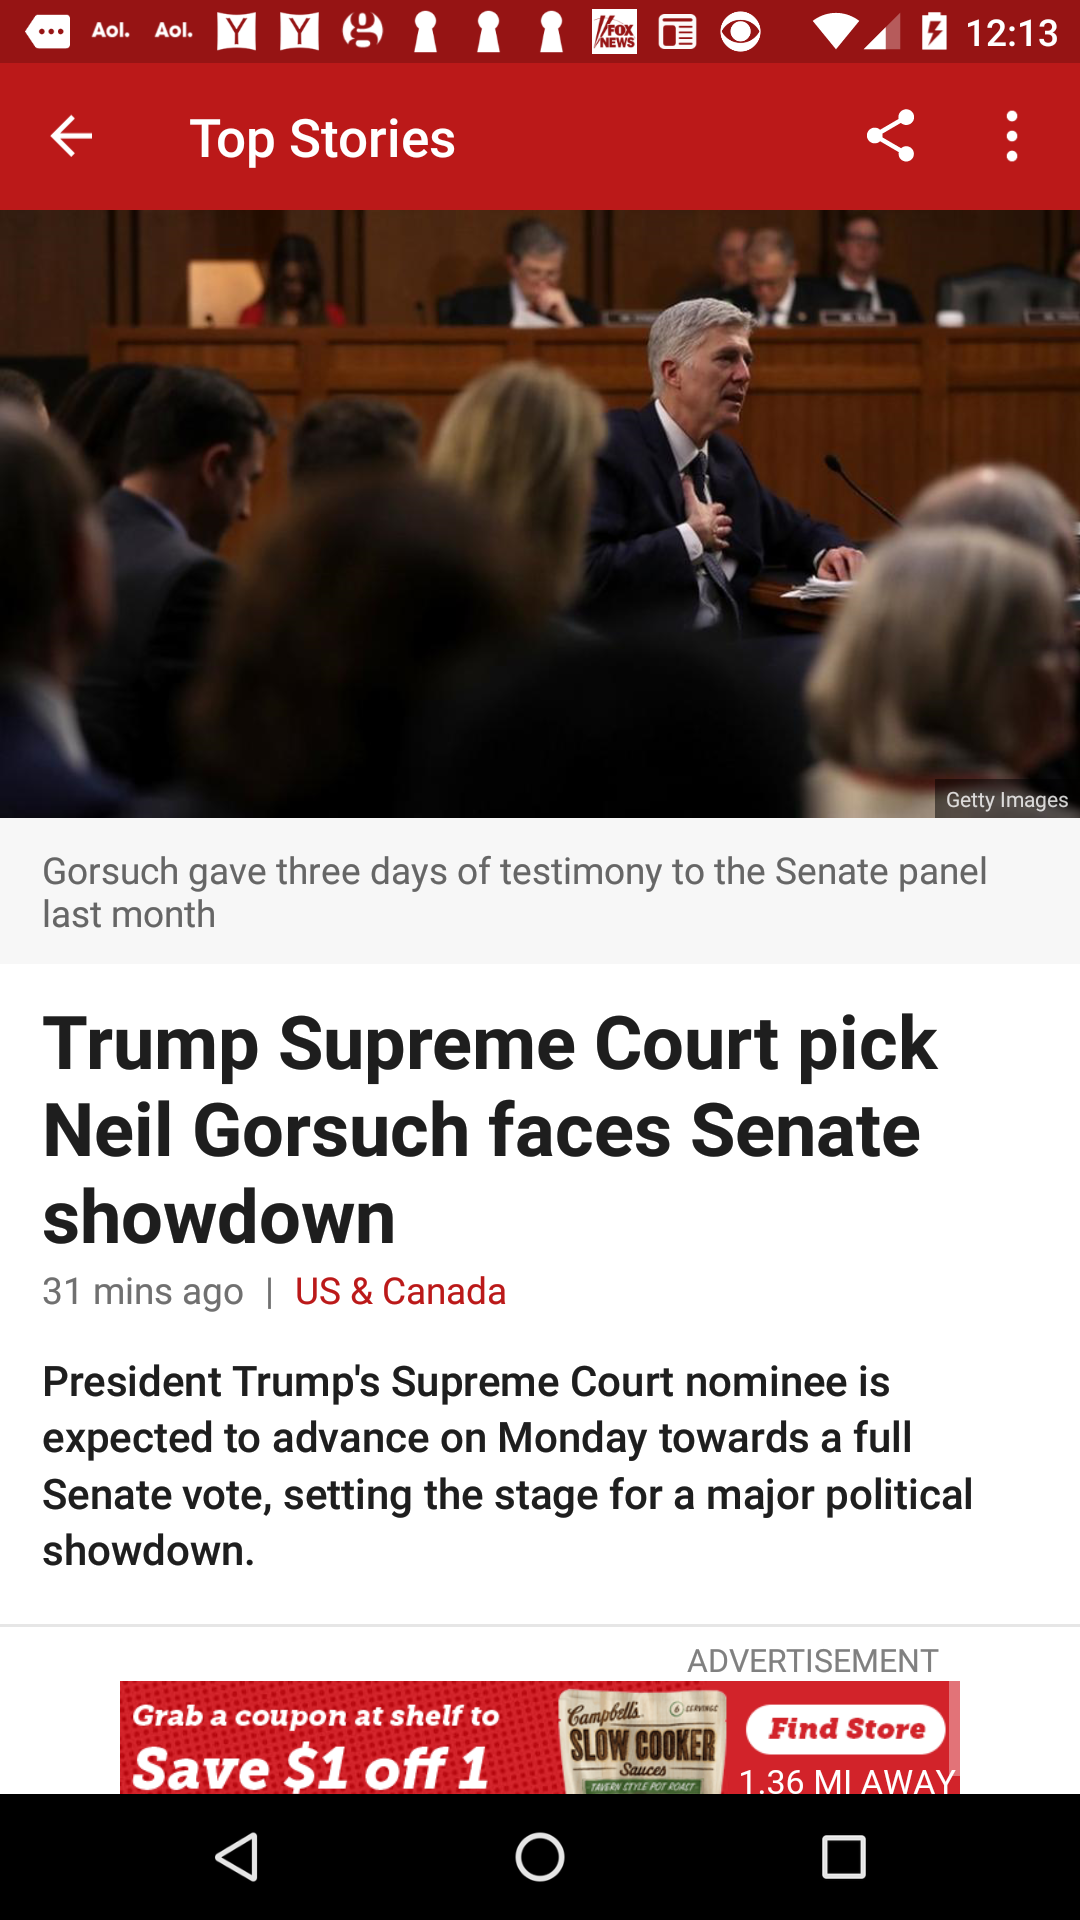 Aol. Aol. Y Y g FOX NEWS 12:13
Top Stories
Getty Images
Gorsuch gave three days of testimony to the Senate panel
last month
Trump Supreme Court pick
Neil Gorsuch faces Senate
showdown
31 mins ago | US & Canada
President Trump's Supreme Court nominee is
expected to advance on Monday towards a full
Senate vote, setting the stage for a major political
showdown.
ADVERTISEMENT
Grab a coupon at shelf to
Save $1 off 1
Campbell's
6 SERVINGS
SLOW COOKER
Sauces
TAVERN STYLE POT ROAST
Find Store
1.36 MI AWAY